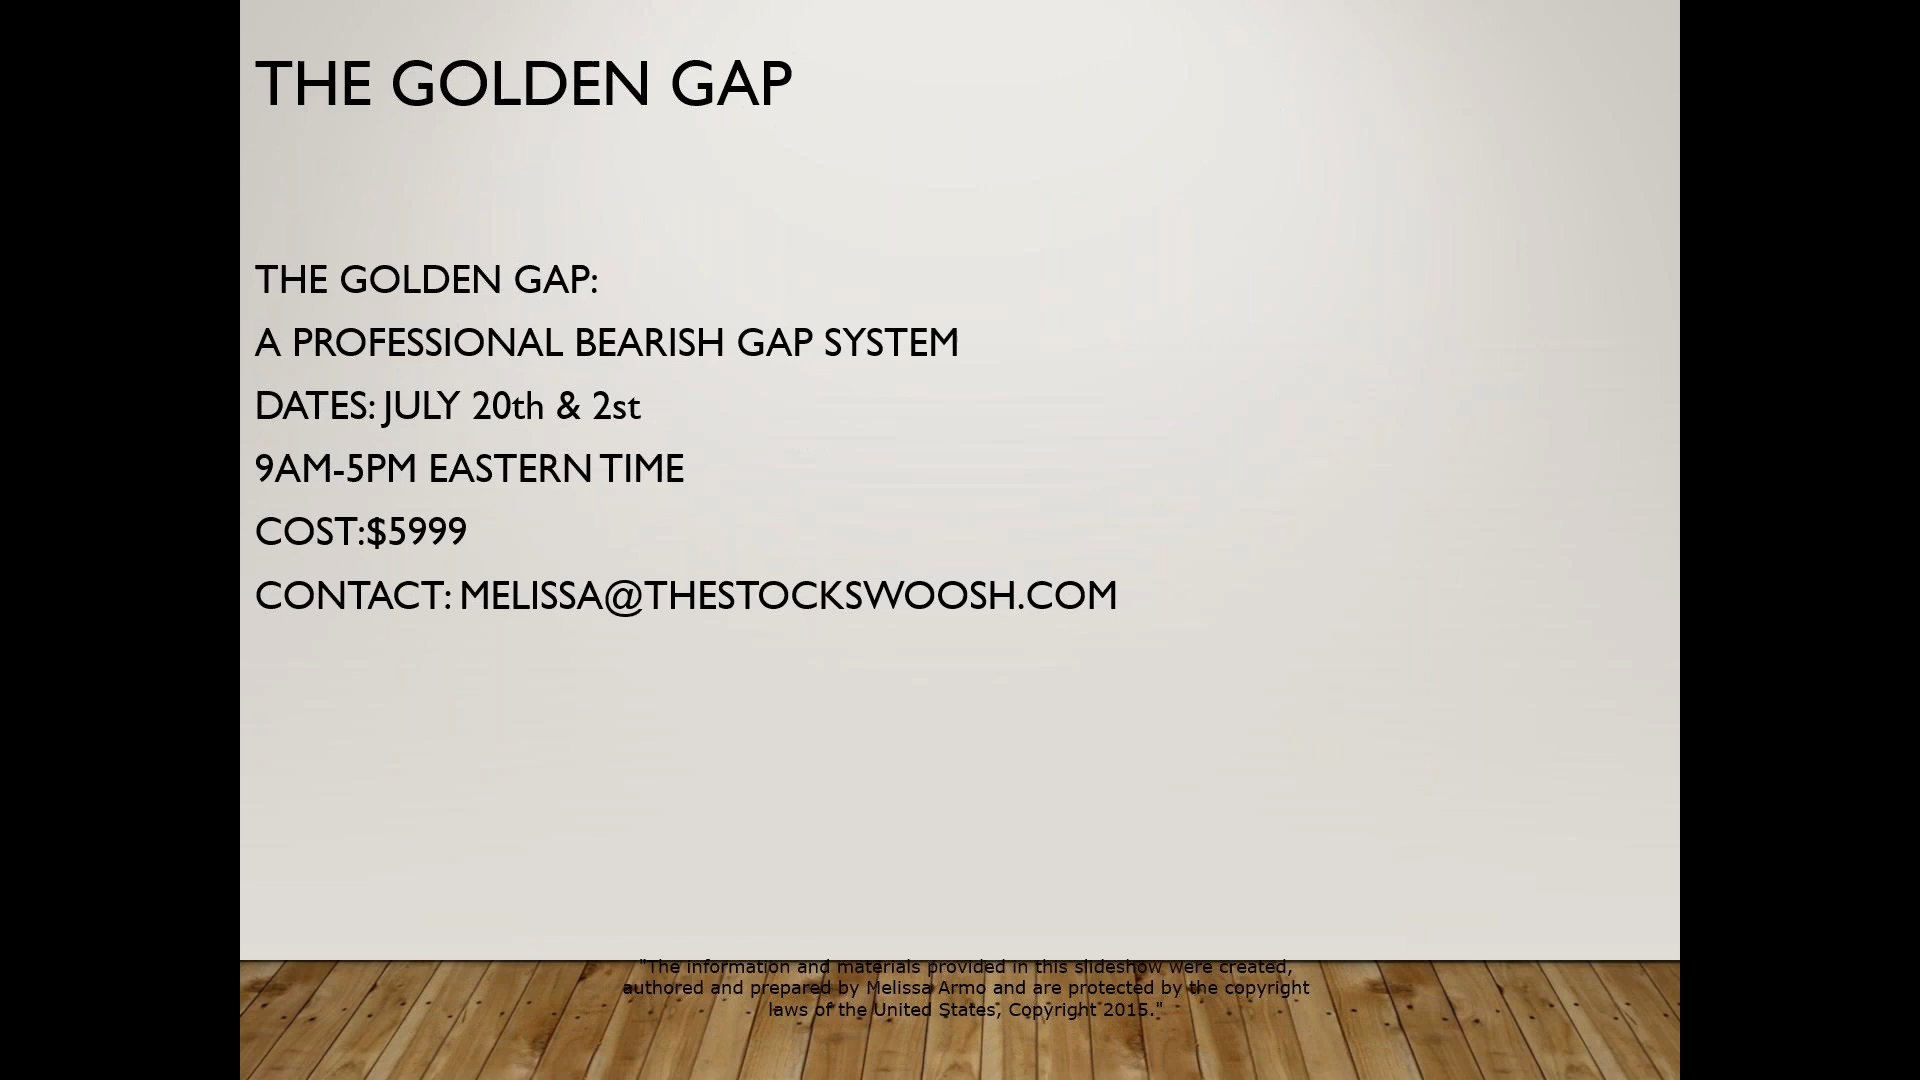 THE GOLDEN GAP
THE GOLDEN GAP:
A PROFESSIONAL BEARISH GAP SYSTEM
DATES: JULY 20th & 2st
9AM-5PM EASTERN TIME
COST:$5999
CONTACT: MELISSA@THESTOCKSWOOSH.COM
"The information and materials provided in this slideshow were created,
authored and prepared by Melissa Armo and are protected by the copyright
laws of the United States, Copyright 2015."